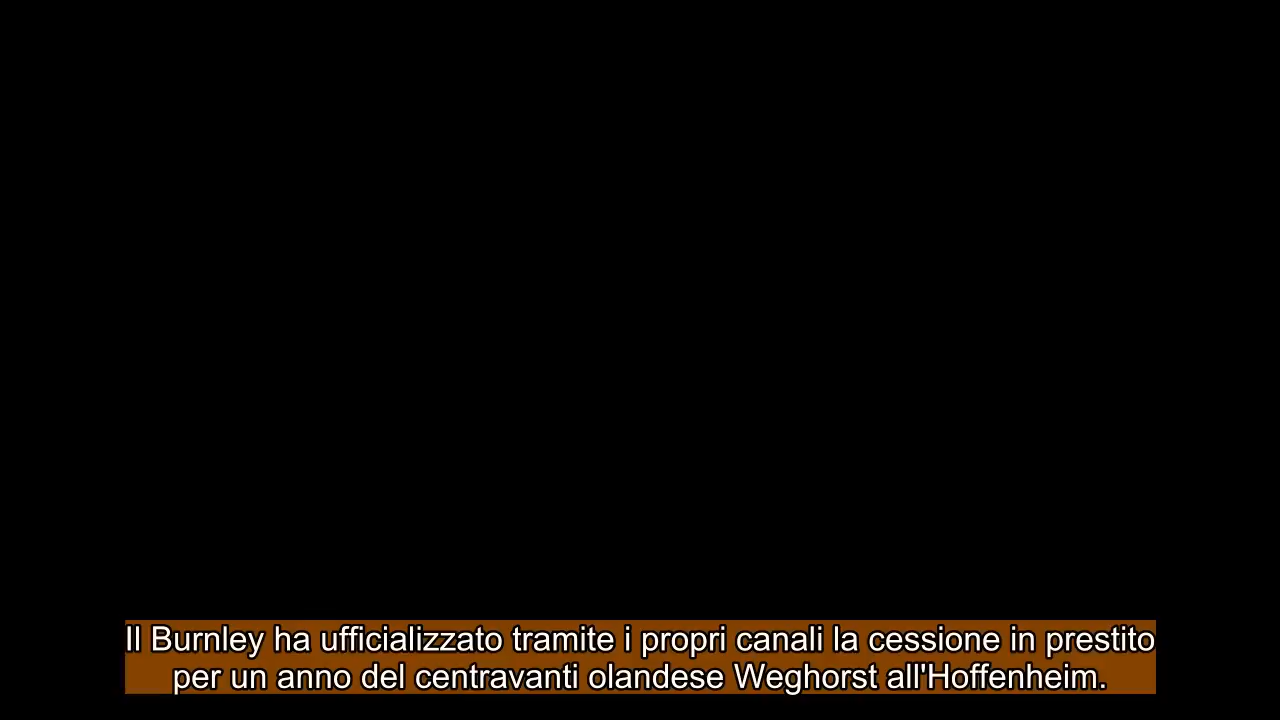 Il Burnley ha ufficializzato tramite i propri canali la cessione in prestito
per un anno del centravanti olandese Weghorst all'Hoffenheim.